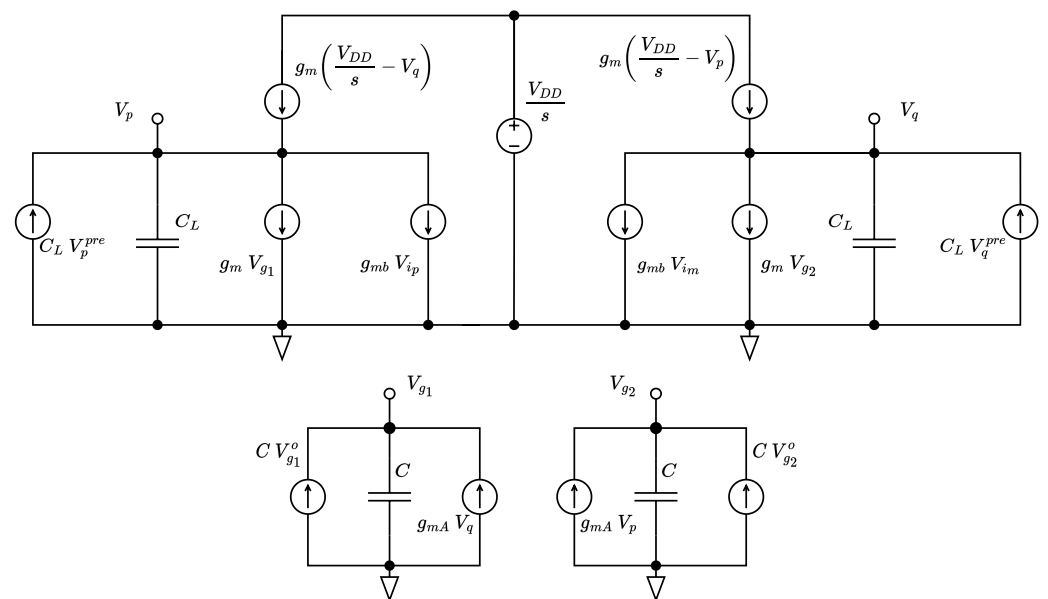 g_m(V_DD/s − V_q)
g_m(V_DD/s − V_p)
V_DD/s
+
−
V_p
V_q
C_L
C_L
C_L V_p^pre
g_m V_g1
g_mb V_ip
g_mb V_im
g_m V_g2
C_L V_q^pre
V_g1
V_g2
C V_g1^o
C
C
C V_g2^o
g_mA V_q
g_mA V_p